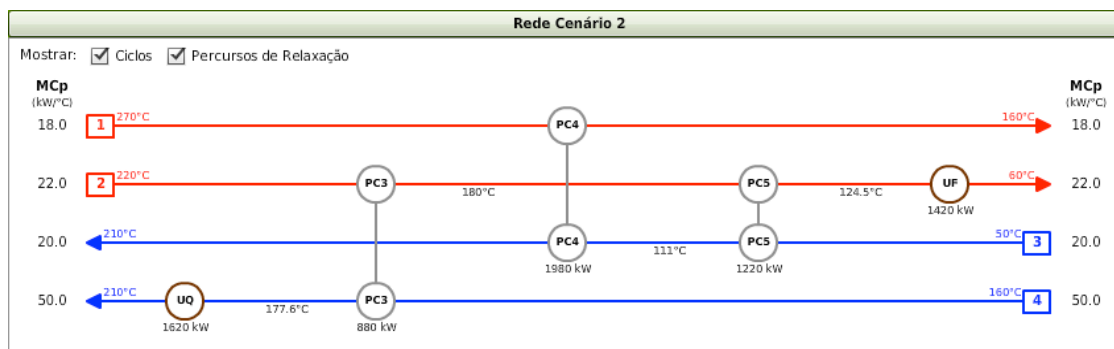 Rede Cenário 2
Mostrar: Ciclos Percursos de Relaxação
MCp MCp
(kW/°C) (kW/°C)
18.0 1 270°C PC4 160°C 18.0
22.0 2 220°C PC3 180°C PC5 124.5°C UF 60°C 22.0
1420 kW
20.0 210°C PC4 111°C PC5 50°C 3 20.0
1980 kW 1220 kW
50.0 210°C UQ 177.6°C PC3 160°C 4 50.0
1620 kW 880 kW